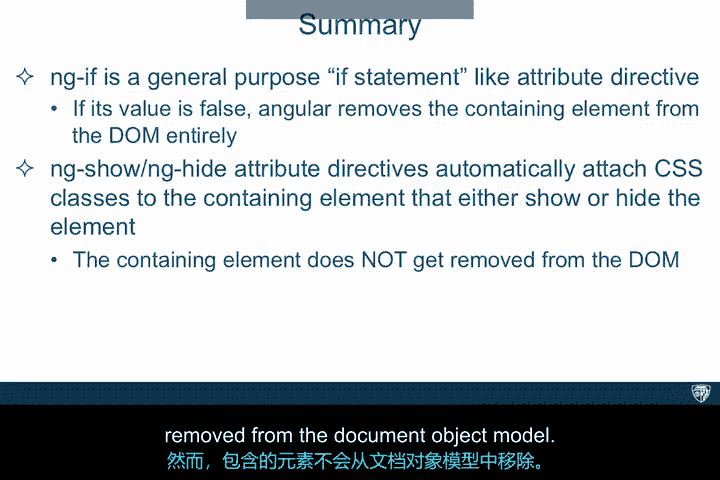 Summary
ng-if is a general purpose “if statement” like attribute directive
If its value is false, angular removes the containing element from
the DOM entirely
ng-show/ng-hide attribute directives automatically attach CSS
classes to the containing element that either show or hide the
element
The containing element does NOT get removed from the DOM
removed from the document object model.
然而，包含的元素不会从文档对象模型中移除。